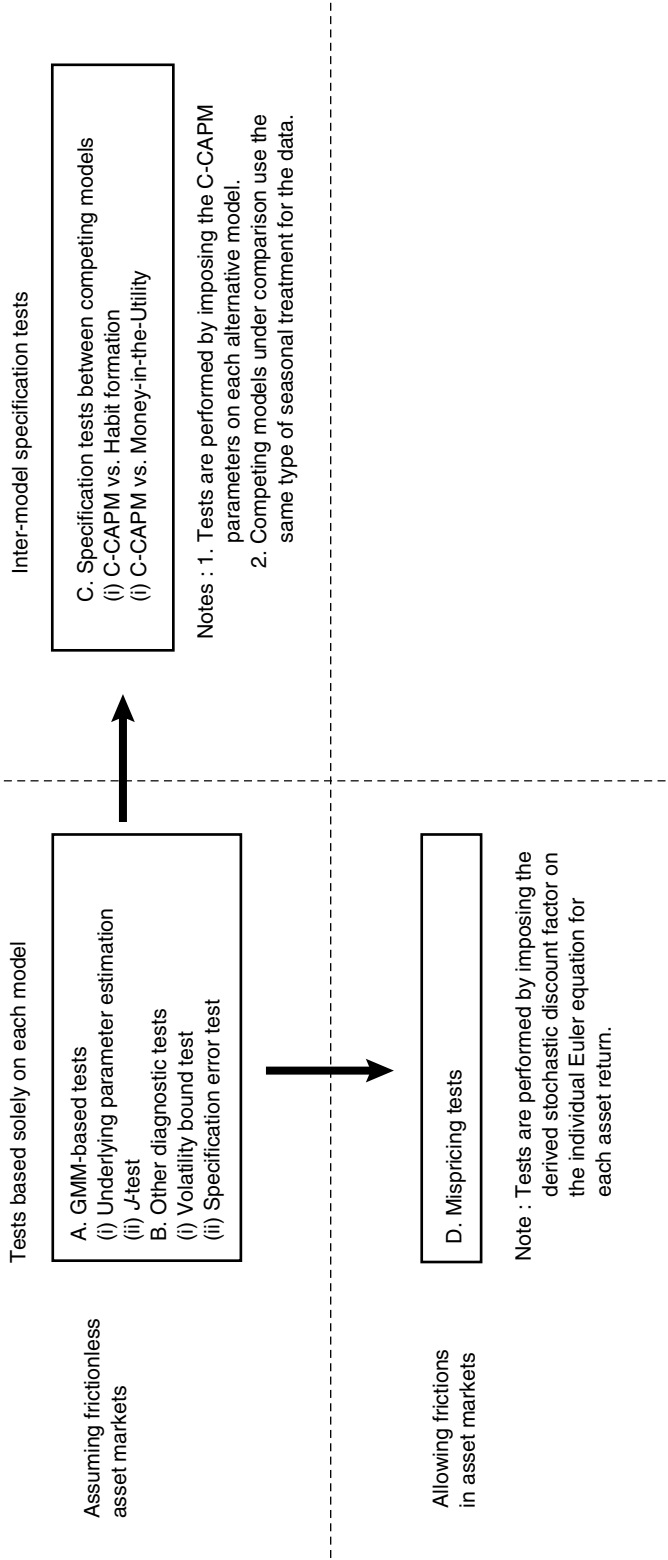 Tests based solely on each model
Inter-model specification tests
Assuming frictionless
asset markets
A. GMM-based tests
(i) Underlying parameter estimation
(ii) J-test
B. Other diagnostic tests
(i) Volatility bound test
(ii) Specification error test
C. Specification tests between competing models
(i) C-CAPM vs. Habit formation
(i) C-CAPM vs. Money-in-the-Utility
Notes : 1. Tests are performed by imposing the C-CAPM
parameters on each alternative model.
2. Competing models under comparison use the
same type of seasonal treatment for the data.
Allowing frictions
in asset markets
D. Mispricing tests
Note : Tests are performed by imposing the
derived stochastic discount factor on
the individual Euler equation for
each asset return.